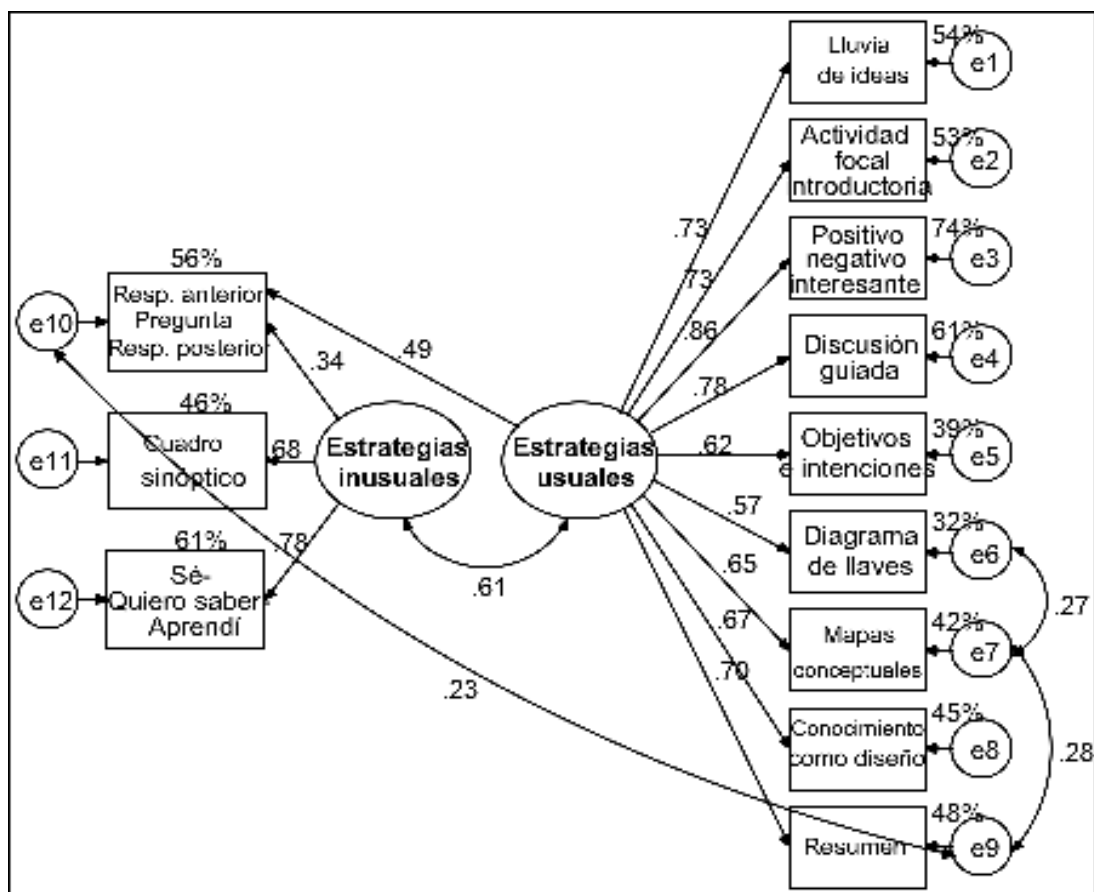 54%
Lluvia
de ideas
e1
53%
Actividad
focal
introductoria
e2
.73
74%
Positivo
negativo
interesante
e3
.73
56%
Resp. anterior
Pregunta
Resp. posterior
e10
.86
61%
Discusión
guiada
e4
.49
.34
.78
46%
Cuadro
sinóptico
e11
.68
Estrategias
inusuales
Estrategias
usuales
.62
39%
Objetivos
e intenciones
e5
.57
32%
Diagrama
de llaves
e6
61%
Sé-
Quiero saber-
Aprendí
e12
.78
.61
.65
.27
.67
42%
Mapas
conceptuales
e7
.70
.23
45%
Conocimiento
como diseño
e8
.28
48%
Resumen
e9